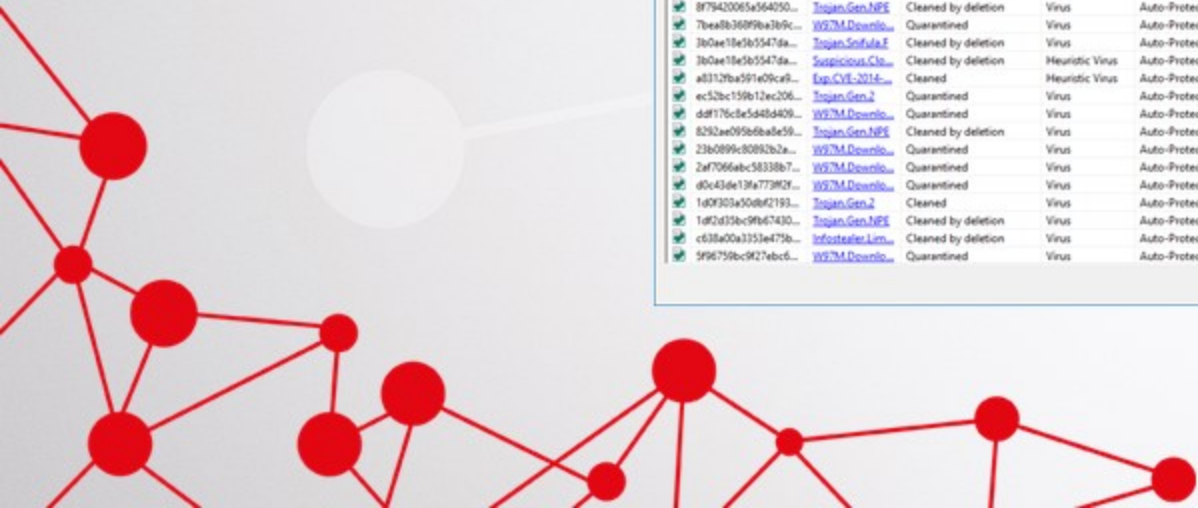 8f79420065a564050... Trojan.Gen.NPE Cleaned by deletion Virus Auto-Protec
7bea8b368f9ba3b9c... W97M.Downlo... Quarantined Virus Auto-Protec
3b0ae18e5b5547da... Trojan.Snifula.F Cleaned by deletion Virus Auto-Protec
3b0ae18e5b5547da... Suspicious.Clo... Cleaned by deletion Heuristic Virus Auto-Protec
a8312fba591e09ca9... Exp.CVE-2014-... Cleaned Heuristic Virus Auto-Protec
ec52bc159b12ec206... Trojan.Gen.2 Quarantined Virus Auto-Protec
ddf176c8e5d48d409... W97M.Downlo... Quarantined Virus Auto-Protec
8292ae095b6ba8e59... Trojan.Gen.NPE Cleaned by deletion Virus Auto-Protec
23b0899c80892b2a... W97M.Downlo... Quarantined Virus Auto-Protec
2af7066abc58338b7... W97M.Downlo... Quarantined Virus Auto-Protec
d0c43de13fa773ff2f... W97M.Downlo... Quarantined Virus Auto-Protec
1d0f303a50dbf2193... Trojan.Gen.2 Cleaned Virus Auto-Protec
1df2d35bc9fb67430... Trojan.Gen.NPE Cleaned by deletion Virus Auto-Protec
c638a00a3353e475b... Infostealer.Lim... Cleaned by deletion Virus Auto-Protec
5f96759bc9f27ebc6... W97M.Downlo... Quarantined Virus Auto-Protec